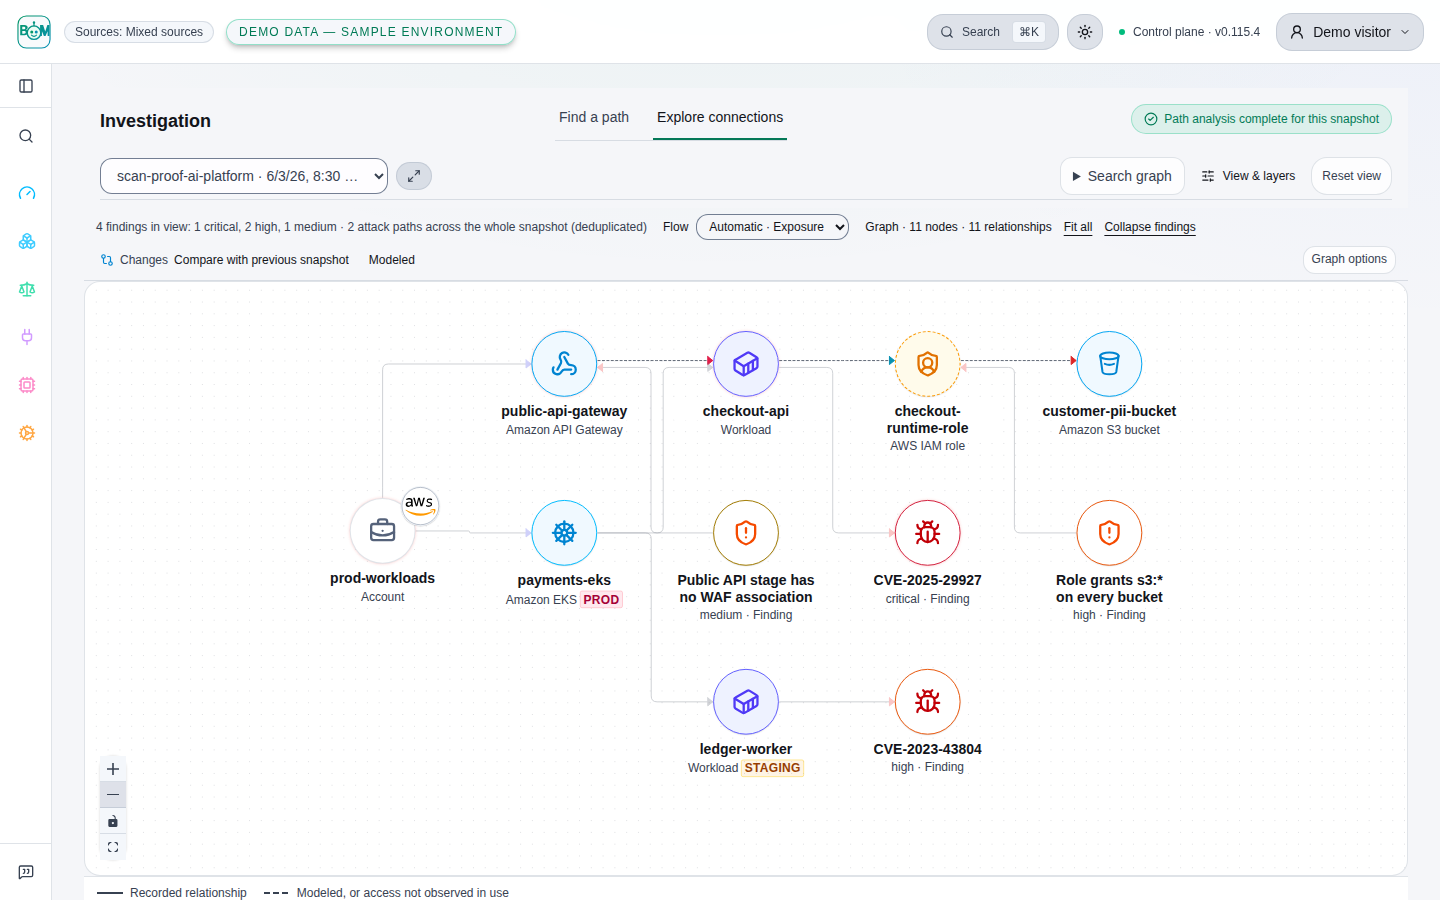 BOM
Sources: Mixed sources
DEMO DATA — SAMPLE ENVIRONMENT
Search ⌘K
Control plane · v0.115.4
Demo visitor
Investigation
Find a path
Explore connections
Path analysis complete for this snapshot
scan-proof-ai-platform · 6/3/26, 8:30 ...
Search graph
View & layers
Reset view
4 findings in view: 1 critical, 2 high, 1 medium · 2 attack paths across the whole snapshot (deduplicated)
Flow
Automatic · Exposure
Graph · 11 nodes · 11 relationships
Fit all
Collapse findings
Changes
Compare with previous snapshot
Modeled
Graph options
public-api-gateway
Amazon API Gateway
checkout-api
Workload
checkout-
runtime-role
AWS IAM role
customer-pii-bucket
Amazon S3 bucket
aws
prod-workloads
Account
payments-eks
Amazon EKS PROD
Public API stage has
no WAF association
medium · Finding
CVE-2025-29927
critical · Finding
Role grants s3:*
on every bucket
high · Finding
ledger-worker
Workload STAGING
CVE-2023-43804
high · Finding
Recorded relationship
Modeled, or access not observed in use